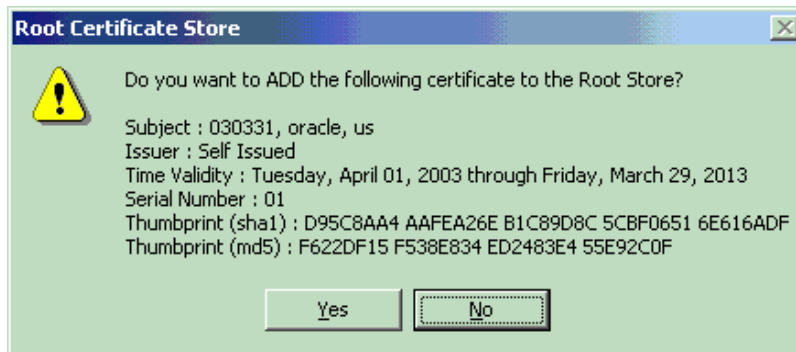 Root Certificate Store
Do you want to ADD the following certificate to the Root Store?
Subject : 030331, oracle, us
Issuer : Self Issued
Time Validity : Tuesday, April 01, 2003 through Friday, March 29, 2013
Serial Number : 01
Thumbprint (sha1) : D95C8AA4 AAFEA26E B1C89D8C 5CBF0651 6E616ADF
Thumbprint (md5) : F622DF15 F538E834 ED2483E4 55E92C0F
Yes No